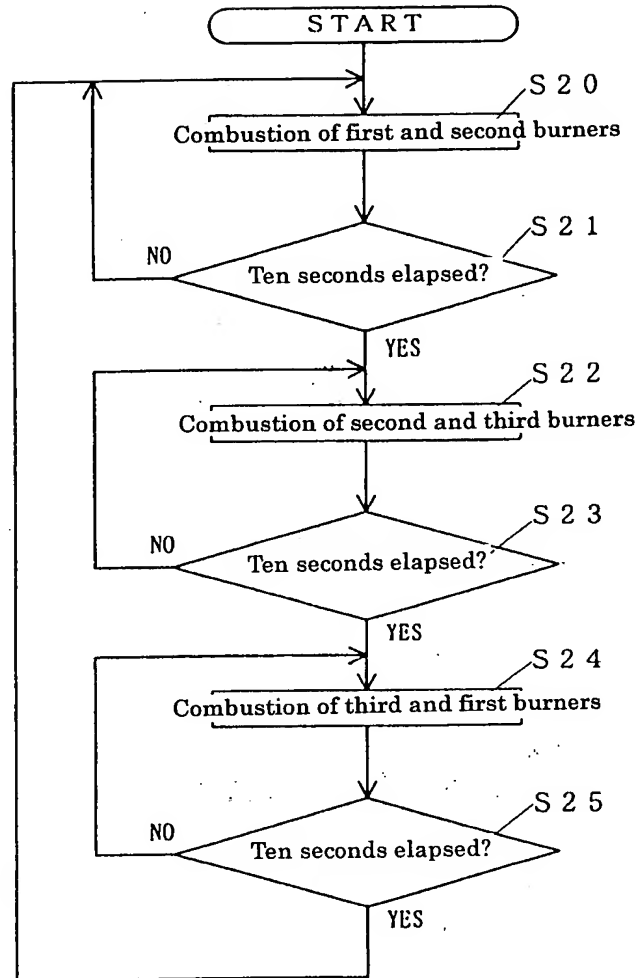 START
S20
Combustion of first and second burners
S21
NO
Ten seconds elapsed?
YES
S22
Combustion of second and third burners
S23
NO
Ten seconds elapsed?
YES
S24
Combustion of third and first burners
S25
NO
Ten seconds elapsed?
YES